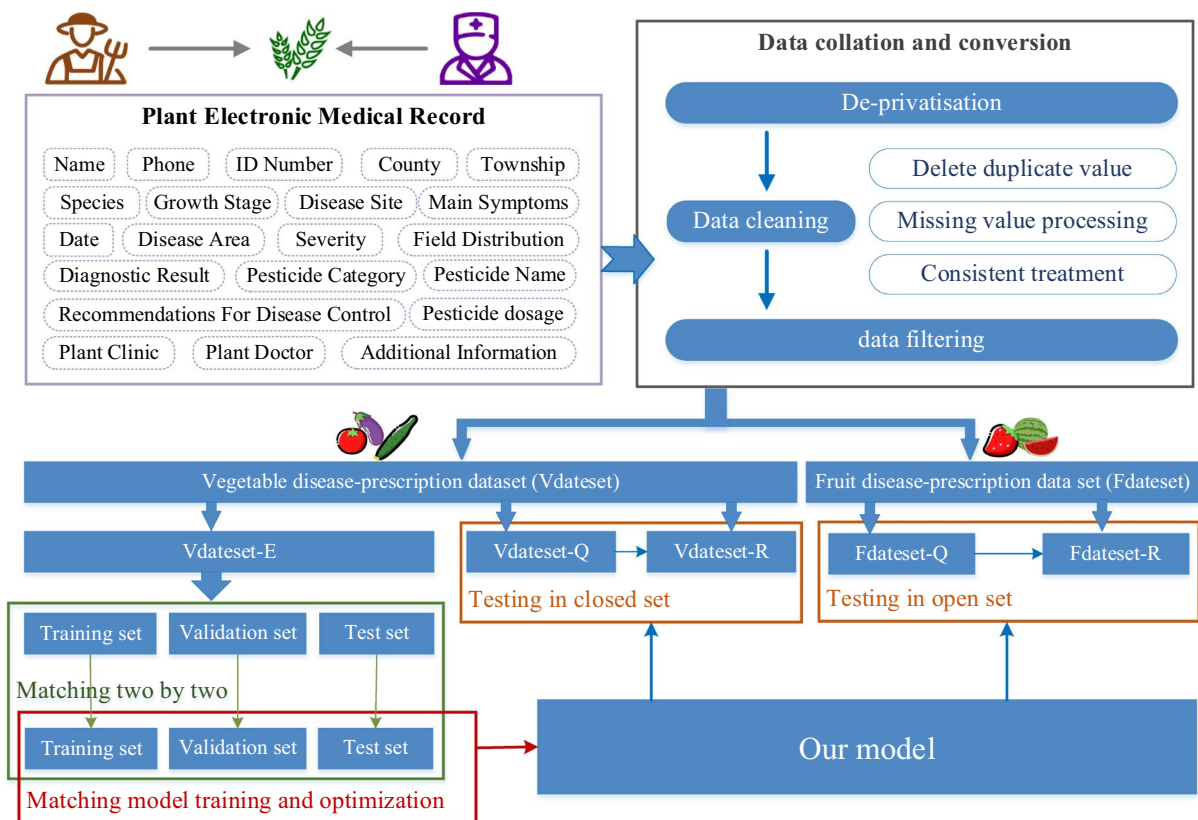 Plant Electronic Medical Record
Name
Phone
ID Number
County
Township
Species
Growth Stage
Disease Site
Main Symptoms
Date
Disease Area
Severity
Field Distribution
Diagnostic Result
Pesticide Category
Pesticide Name
Recommendations For Disease Control
Pesticide dosage
Plant Clinic
Plant Doctor
Additional Information
Data collation and conversion
De-privatisation
Delete duplicate value
Data cleaning
Missing value processing
Consistent treatment
data filtering
Vegetable disease-prescription dataset (Vdateset)
Fruit disease-prescription data set (Fdateset)
Vdateset-E
Vdateset-Q
Vdateset-R
Testing in closed set
Fdateset-Q
Fdateset-R
Testing in open set
Training set
Validation set
Test set
Matching two by two
Training set
Validation set
Test set
Matching model training and optimization
Our model